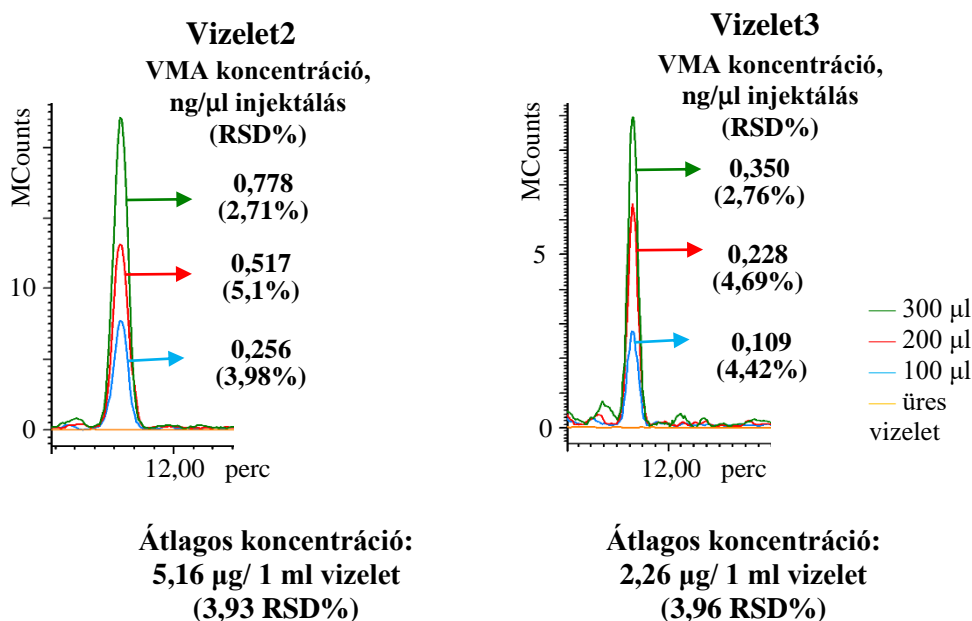 Vizelet2
VMA koncentráció,
ng/µl injektálás
(RSD%)
MCounts
0,778
(2,71%)
0,517
(5,1%)
10
0,256
(3,98%)
0
12,00 perc
Átlagos koncentráció:
5,16 µg/ 1 ml vizelet
(3,93 RSD%)
Vizelet3
VMA koncentráció,
ng/µl injektálás
(RSD%)
MCounts
0,350
(2,76%)
5
0,228
(4,69%)
0,109
(4,42%)
0
12,00 perc
300 µl
200 µl
100 µl
üres
vizelet
Átlagos koncentráció:
2,26 µg/ 1 ml vizelet
(3,96 RSD%)